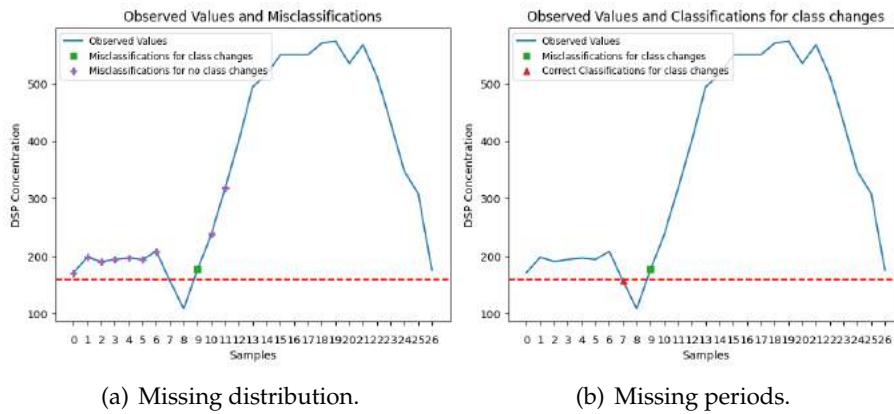 Observed Values and Misclassifications
Observed Values
Misclassifications for class changes
Misclassifications for no class changes
DSP Concentration
500
400
300
200
100
0 1 2 3 4 5 6 7 8 9 10 11 12 13 14 15 16 17 18 19 20 21 22 23 24 25 26
Samples
(a) Missing distribution.
Observed Values and Classifications for class changes
Observed Values
Misclassifications for class changes
Correct Classifications for class changes
DSP Concentration
500
400
300
200
100
0 1 2 3 4 5 6 7 8 9 10 11 12 13 14 15 16 17 18 19 20 21 22 23 24 25 26
Samples
(b) Missing periods.